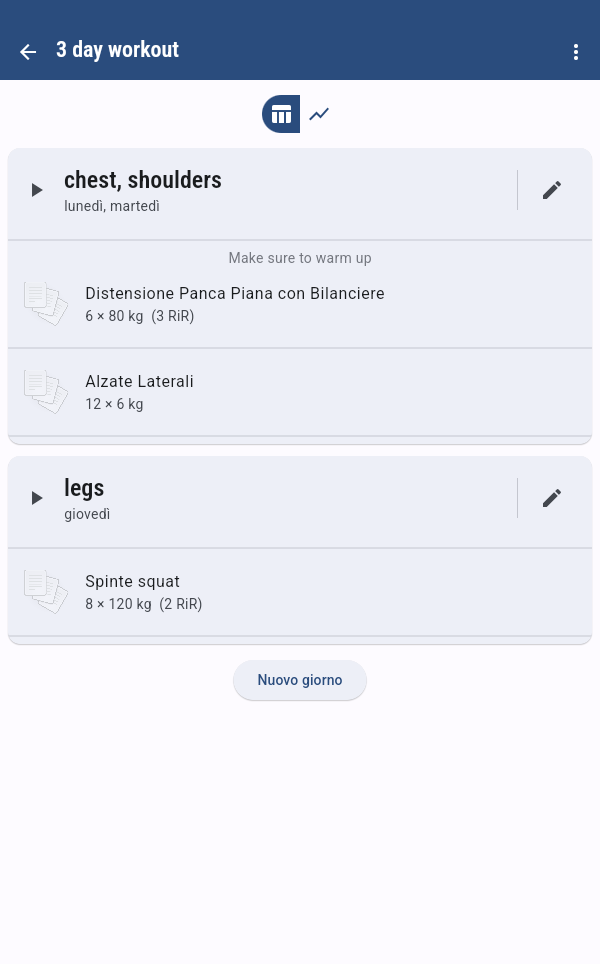 3 day workout
chest, shoulders
lunedì, martedì
Make sure to warm up
Distensione Panca Piana con Bilanciere
6 × 80 kg (3 RiR)
Alzate Laterali
12 × 6 kg
legs
giovedì
Spinte squat
8 × 120 kg (2 RiR)
Nuovo giorno